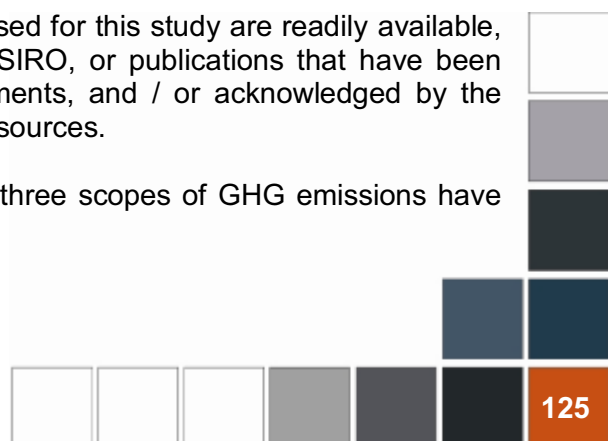 sed for this study are readily available,
SIRO, or publications that have been
ments, and / or acknowledged by the
sources.
three scopes of GHG emissions have
125